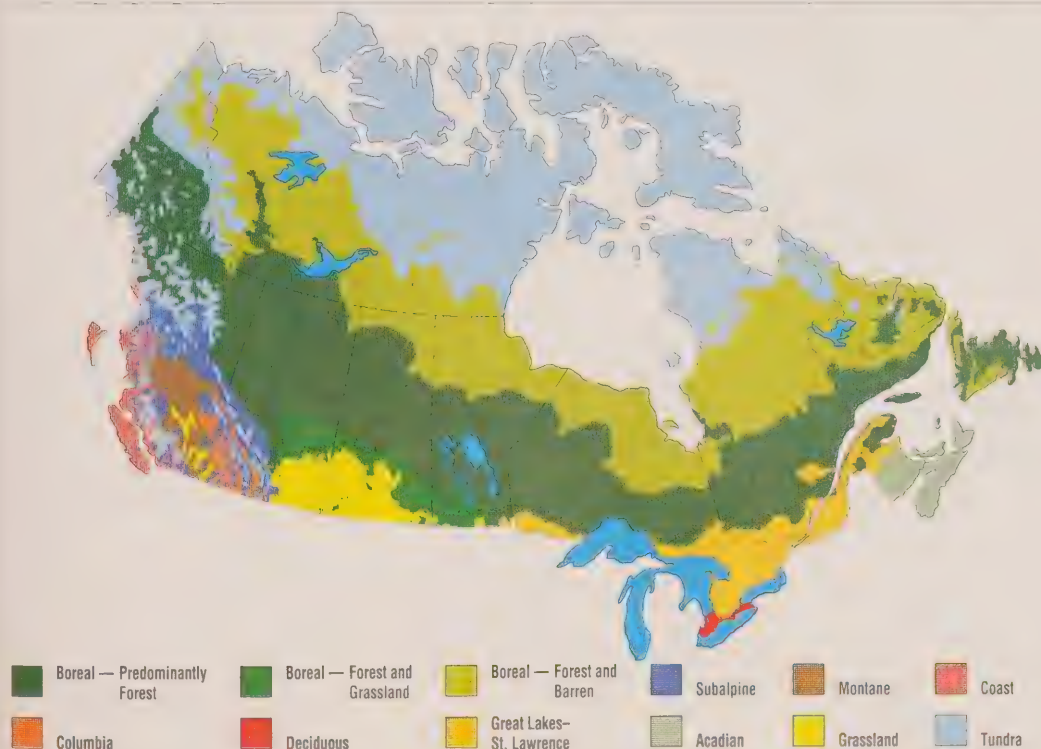 Boreal — Predominantly
Forest
Boreal — Forest and
Grassland
Boreal — Forest and
Barren
Subalpine
Montane
Coast
Columbia
Deciduous
Great Lakes–
St. Lawrence
Acadian
Grassland
Tundra